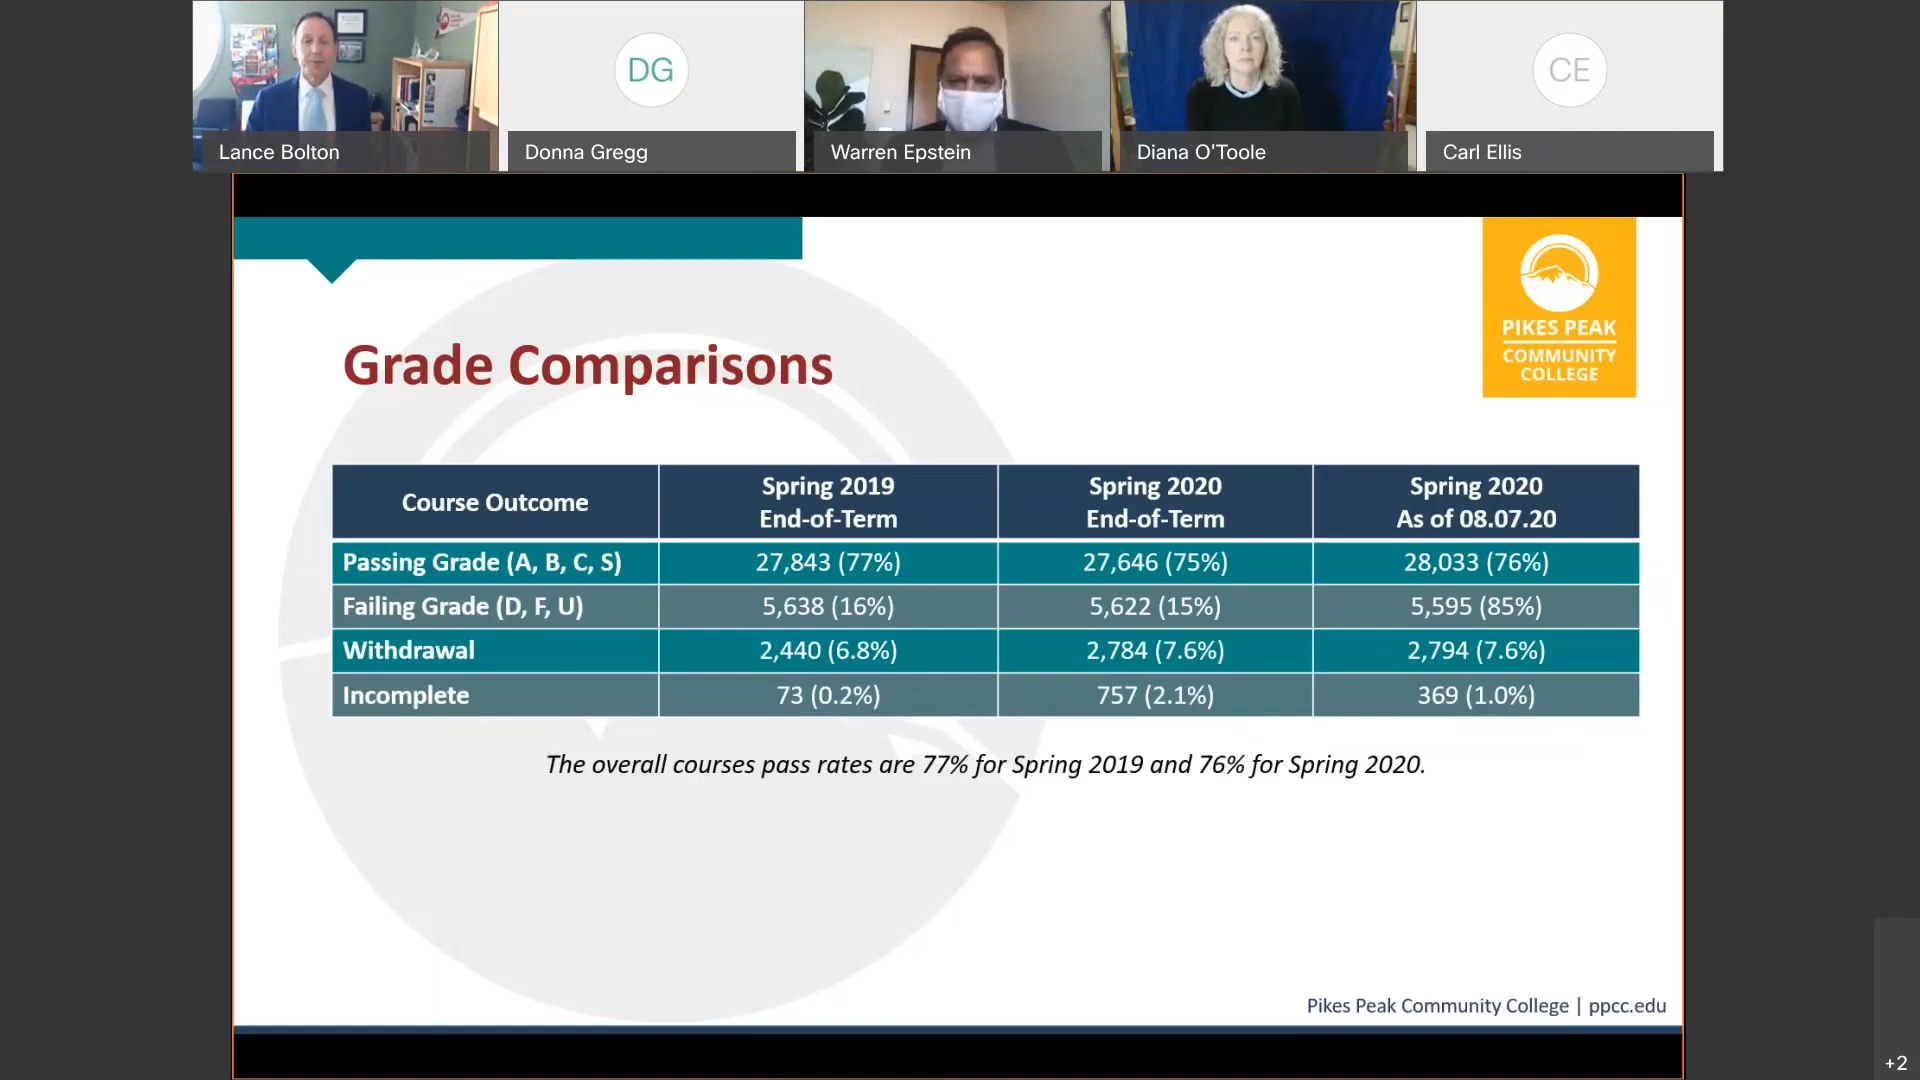 DG
CE
Lance Bolton
Donna Gregg
Warren Epstein
Diana O'Toole
Carl Ellis
PIKES PEAK
COMMUNITY
COLLEGE
Grade Comparisons
Course Outcome
Spring 2019
End-of-Term
Spring 2020
End-of-Term
Spring 2020
As of 08.07.20
Passing Grade (A, B, C, S) 27,843 (77%) 27,646 (75%) 28,033 (76%)
Failing Grade (D, F, U) 5,638 (16%) 5,622 (15%) 5,595 (85%)
Withdrawal 2,440 (6.8%) 2,784 (7.6%) 2,794 (7.6%)
Incomplete 73 (0.2%) 757 (2.1%) 369 (1.0%)
The overall courses pass rates are 77% for Spring 2019 and 76% for Spring 2020.
Pikes Peak Community College | ppcc.edu
+2